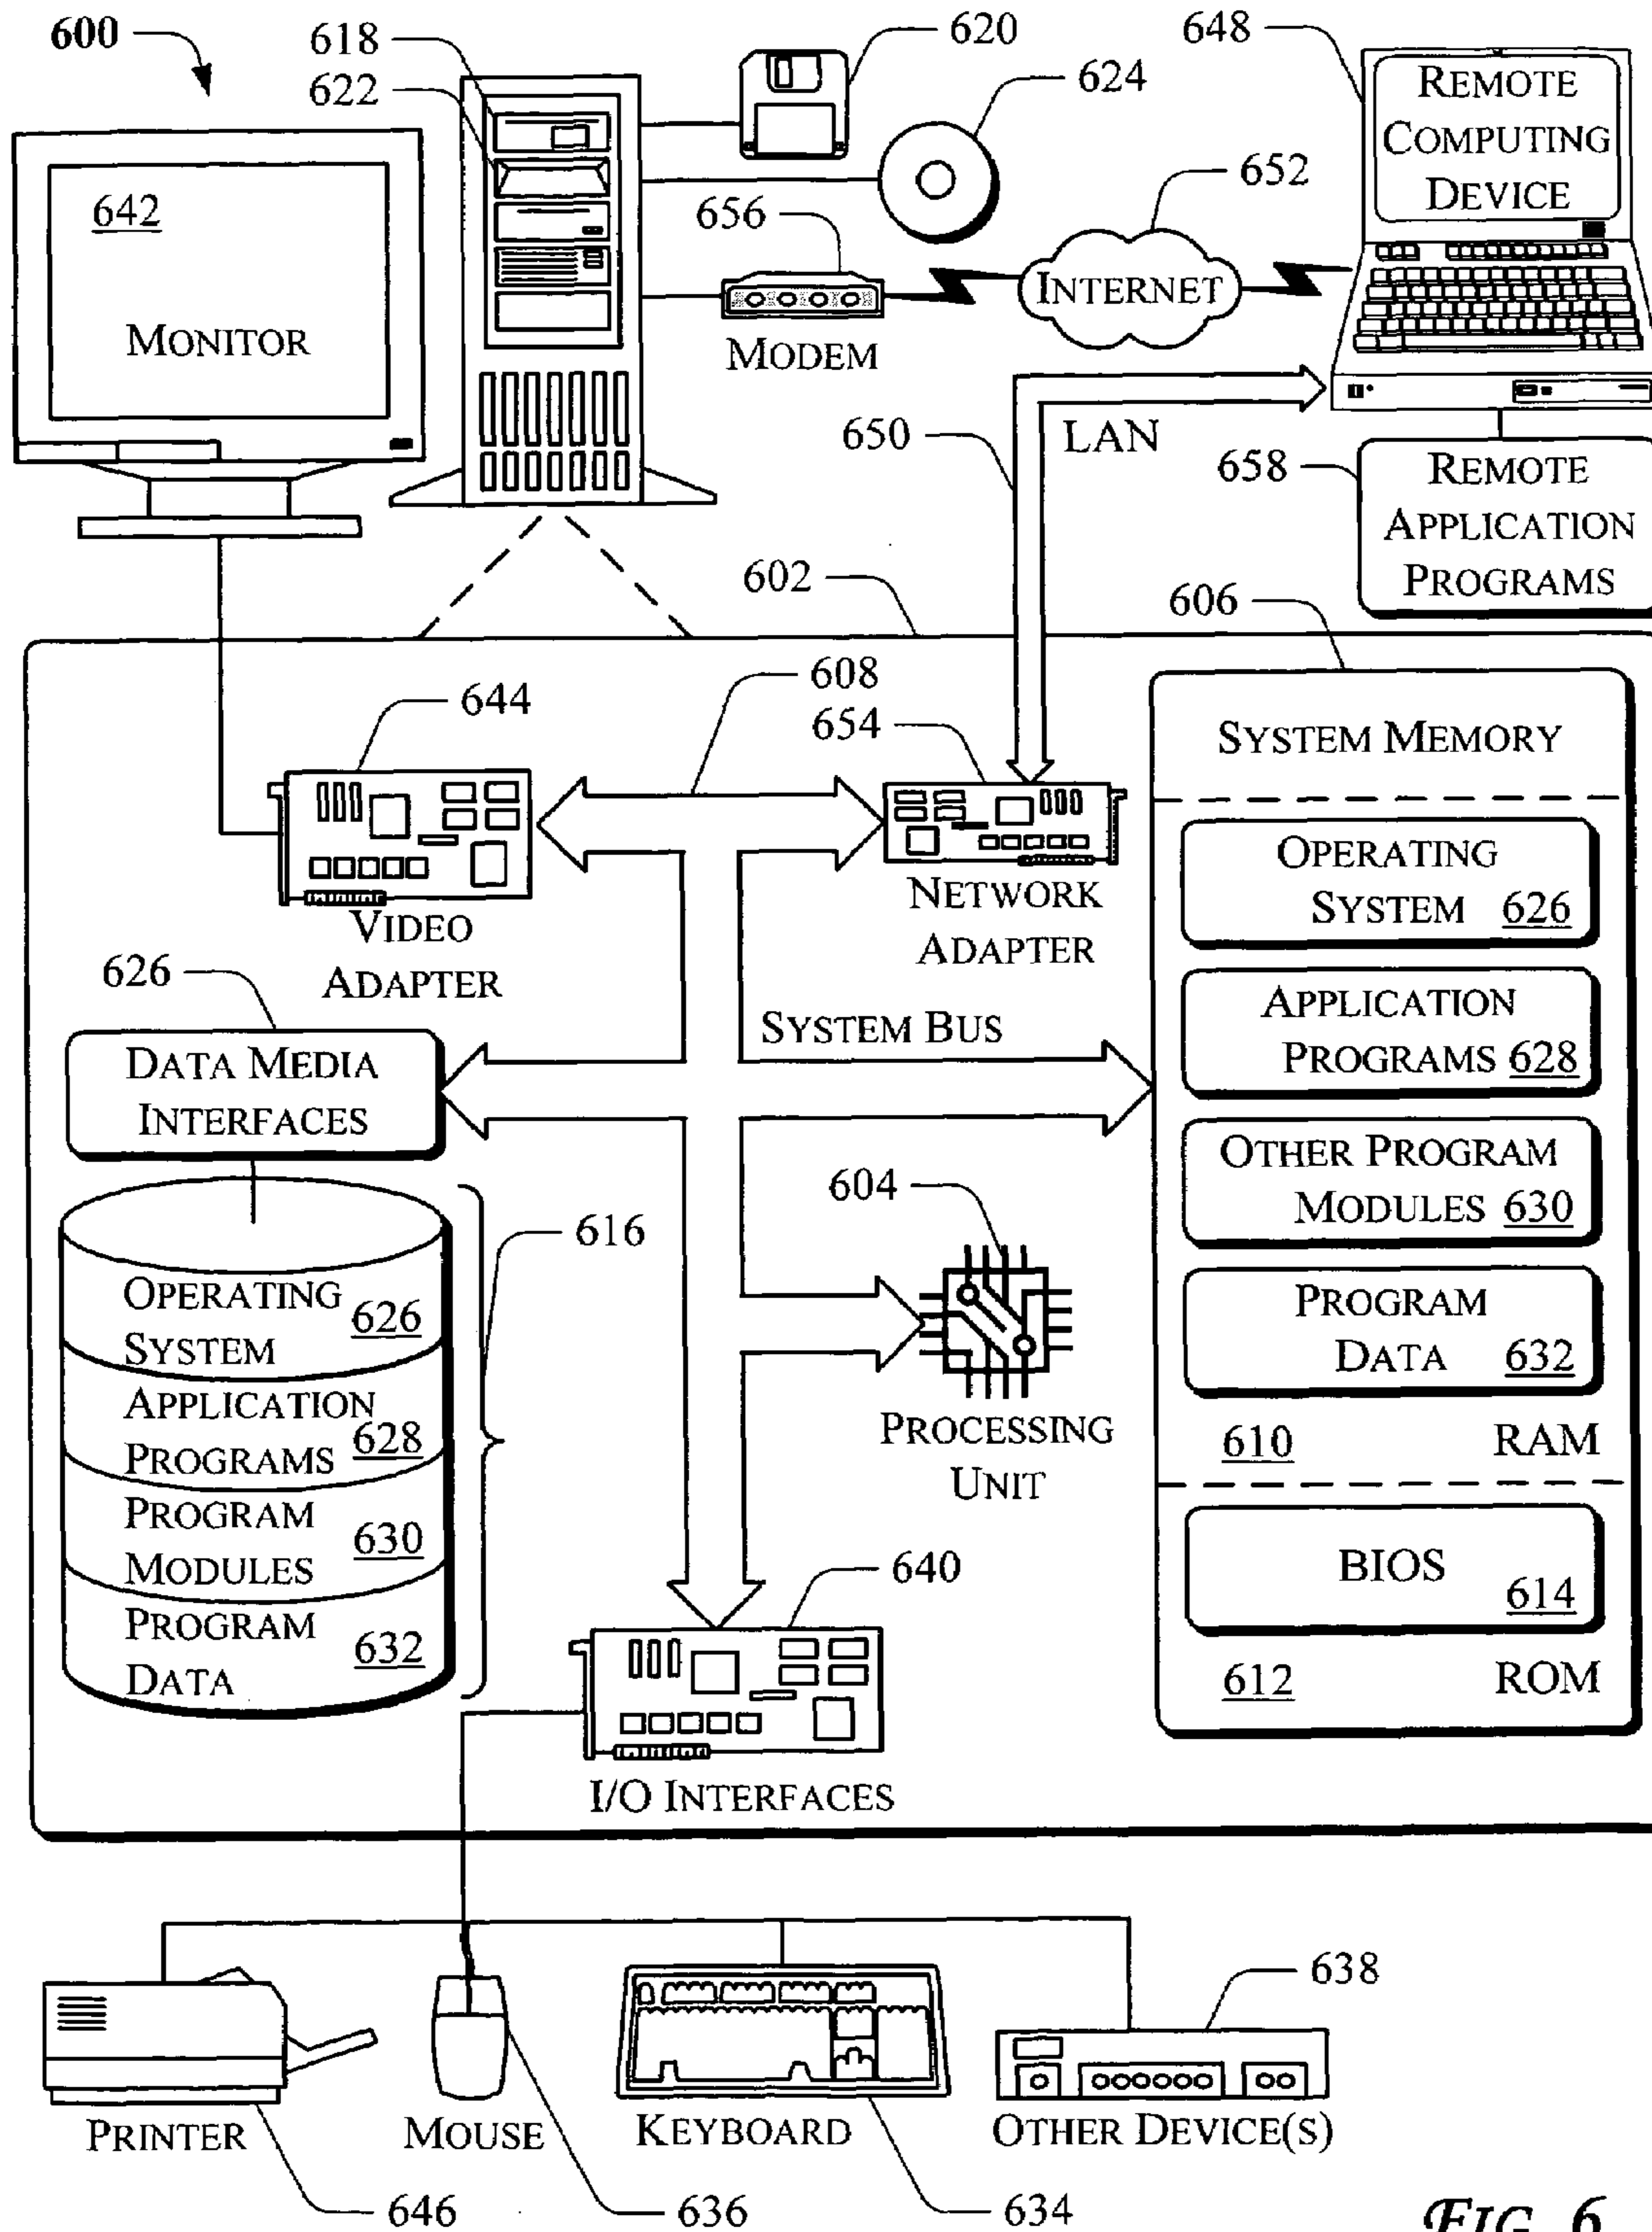 600
618
622
620
624
648
REMOTE
COMPUTING
DEVICE
642
MONITOR
656
MODEM
652
INTERNET
650
LAN
658
REMOTE
APPLICATION
PROGRAMS
602
606
644
608
654
VIDEO
ADAPTER
NETWORK
ADAPTER
SYSTEM MEMORY
OPERATING
SYSTEM 626
APPLICATION
PROGRAMS 628
OTHER PROGRAM
MODULES 630
PROGRAM
DATA 632
610 RAM
BIOS
614
612 ROM
626
DATA MEDIA
INTERFACES
SYSTEM BUS
604
PROCESSING
UNIT
616
OPERATING
SYSTEM 626
APPLICATION
PROGRAMS 628
PROGRAM
MODULES 630
PROGRAM
DATA 632
640
I/O INTERFACES
638
PRINTER
MOUSE
KEYBOARD
OTHER DEVICE(S)
646
636
634
FIG. 6